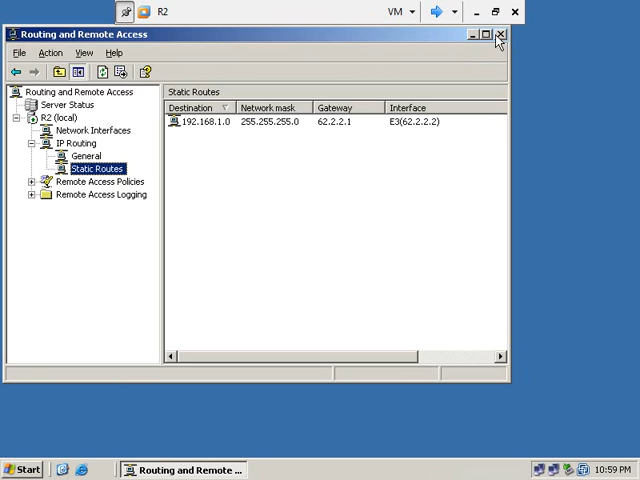 R2
VM
Routing and Remote Access
File Action View Help
Routing and Remote Access
Server Status
R2 (local)
Network Interfaces
IP Routing
General
Static Routes
Remote Access Policies
Remote Access Logging
Static Routes
Destination Network mask Gateway Interface
192.168.1.0 255.255.255.0 62.2.2.1 E3(62.2.2.2)
Start
Routing and Remote ...
10:59 PM